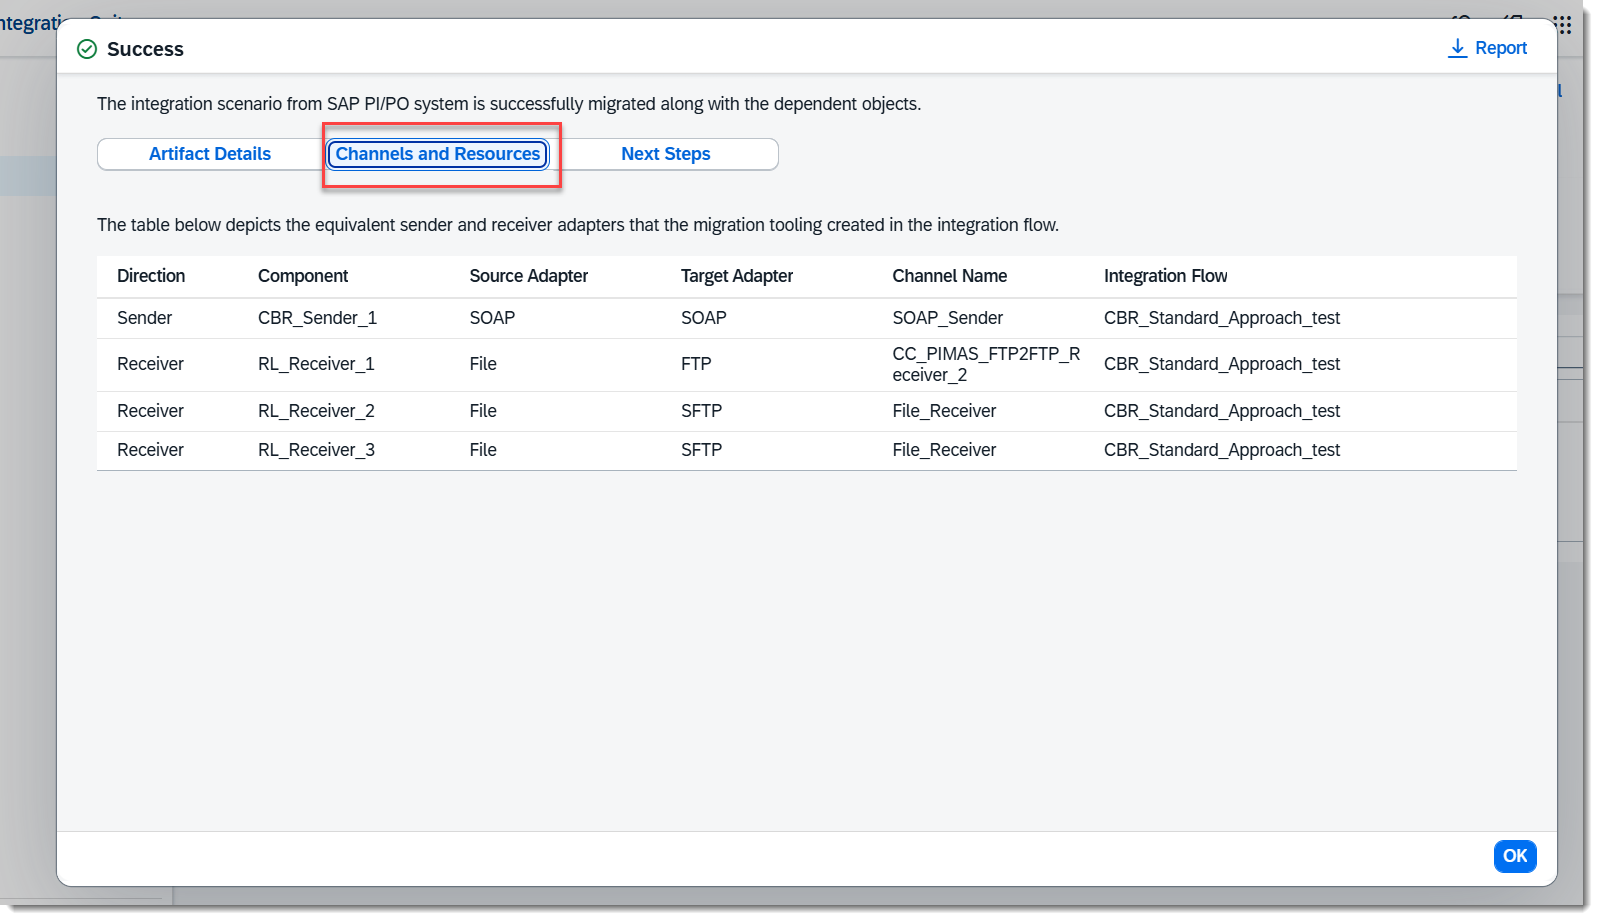 Success
Report
The integration scenario from SAP PI/PO system is successfully migrated along with the dependent objects.
Artifact Details
Channels and Resources
Next Steps
The table below depicts the equivalent sender and receiver adapters that the migration tooling created in the integration flow.
Direction Component Source Adapter Target Adapter Channel Name Integration Flow
Sender CBR_Sender_1 SOAP SOAP SOAP_Sender CBR_Standard_Approach_test
Receiver RL_Receiver_1 File FTP CC_PIMAS_FTP2FTP_R CBR_Standard_Approach_test
eceiver_2
Receiver RL_Receiver_2 File SFTP File_Receiver CBR_Standard_Approach_test
Receiver RL_Receiver_3 File SFTP File_Receiver CBR_Standard_Approach_test
OK